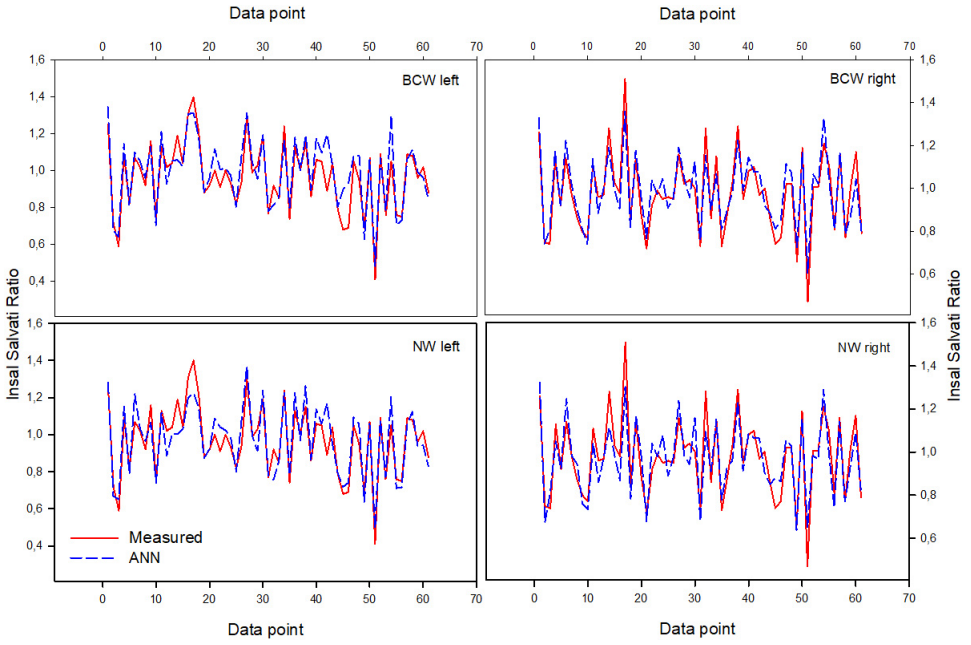 Data point
Data point
0 10 20 30 40 50 60 70
0 10 20 30 40 50 60 70
1,6
1,4
1,2
1,0
0,8
0,6
0,4
BCW left
BCW right
1,6
1,4
1,2
1,0
0,8
0,6
Insal Salvati Ratio
Insal Salvati Ratio
1,6
1,4
1,2
1,0
0,8
0,6
0,4
NW left
NW right
1,6
1,4
1,2
1,0
0,8
0,6
Measured
ANN
0 10 20 30 40 50 60 70
0 10 20 30 40 50 60 70
Data point
Data point